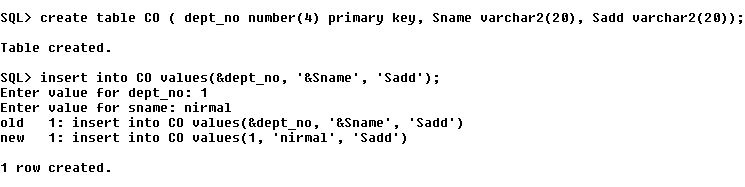 SQL> create table CO ( dept_no number(4) primary key, Sname varchar2(20), Sadd varchar2(20));
Table created.
SQL> insert into CO values(&dept_no, '&Sname', 'Sadd');
Enter value for dept_no: 1
Enter value for sname: nirmal
old   1: insert into CO values(&dept_no, '&Sname', 'Sadd')
new   1: insert into CO values(1, 'nirmal', 'Sadd')
1 row created.